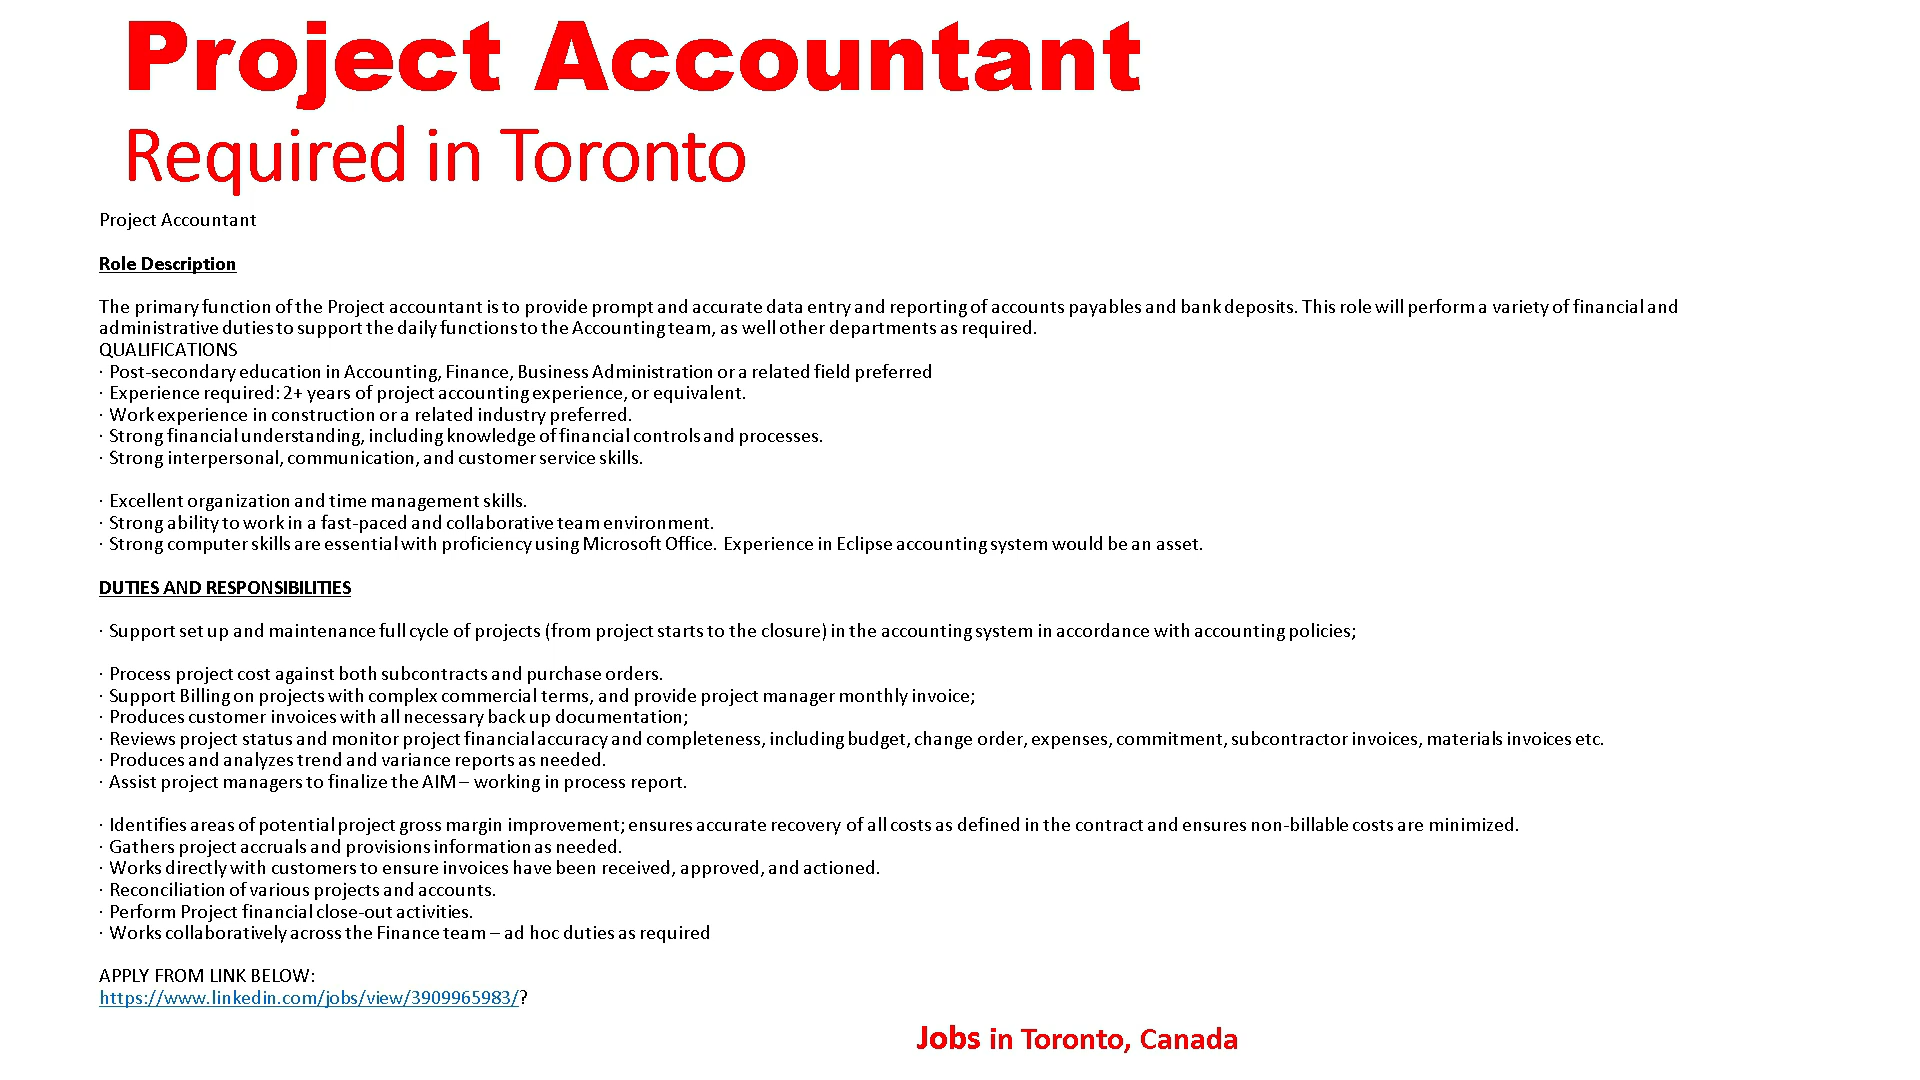 Project Accountant
Required in Toronto
Project Accountant
Role Description
The primary function of the Project accountant is to provide prompt and accurate data entry and reporting of accounts payables and bank deposits. This role will perform a variety of financial and
administrative duties to support the daily functions to the Accounting team, as well other departments as required.
QUALIFICATIONS
· Post-secondary education in Accounting, Finance, Business Administration or a related field preferred
· Experience required: 2+ years of project accounting experience, or equivalent.
· Work experience in construction or a related industry preferred.
· Strong financial understanding, including knowledge of financial controls and processes.
· Strong interpersonal, communication, and customer service skills.
· Excellent organization and time management skills.
· Strong ability to work in a fast-paced and collaborative team environment.
· Strong computer skills are essential with proficiency using Microsoft Office. Experience in Eclipse accounting system would be an asset.
DUTIES AND RESPONSIBILITIES
· Support set up and maintenance full cycle of projects (from project starts to the closure) in the accounting system in accordance with accounting policies;
· Process project cost against both subcontracts and purchase orders.
· Support Billing on projects with complex commercial terms, and provide project manager monthly invoice;
· Produces customer invoices with all necessary back up documentation;
· Reviews project status and monitor project financial accuracy and completeness, including budget, change order, expenses, commitment, subcontractor invoices, materials invoices etc.
· Produces and analyzes trend and variance reports as needed.
· Assist project managers to finalize the AIM – working in process report.
· Identifies areas of potential project gross margin improvement; ensures accurate recovery of all costs as defined in the contract and ensures non-billable costs are minimized.
· Gathers project accruals and provisions information as needed.
· Works directly with customers to ensure invoices have been received, approved, and actioned.
· Reconciliation of various projects and accounts.
· Perform Project financial close-out activities.
· Works collaboratively across the Finance team – ad hoc duties as required
APPLY FROM LINK BELOW:
https://www.linkedin.com/jobs/view/3909965983/?
Jobs in Toronto, Canada